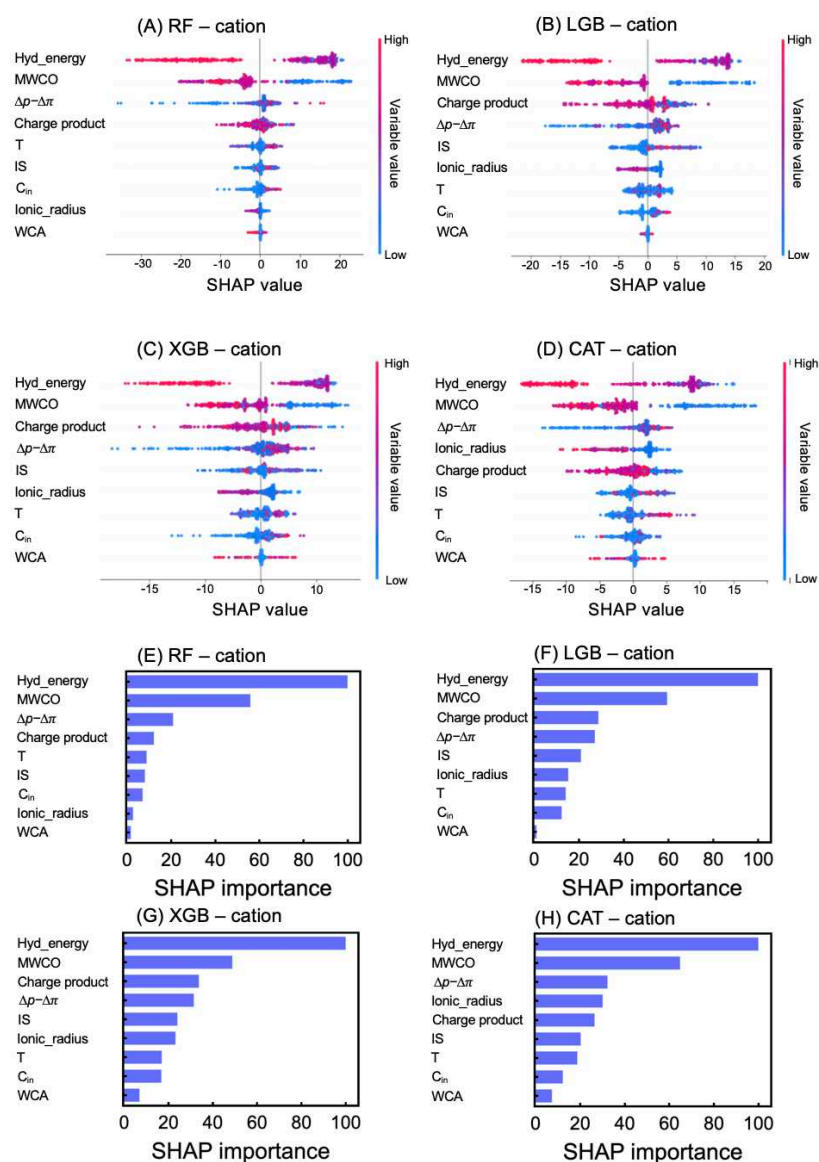 (A) RF – cation
Hyd_energy
MWCO
Δp–Δπ
Charge product
T
IS
Cin
Ionic_radius
WCA
-30 -20 -10 0 10 20
SHAP value
High
Variable value
Low
(B) LGB – cation
Hyd_energy
MWCO
Charge product
Δp–Δπ
IS
Ionic_radius
T
Cin
WCA
-20 -15 -10 -5 0 5 10 15 20
SHAP value
High
Variable value
Low
(C) XGB – cation
Hyd_energy
MWCO
Charge product
Δp–Δπ
IS
Ionic_radius
T
Cin
WCA
-15 -10 -5 0 10
SHAP value
High
Variable value
Low
(D) CAT – cation
Hyd_energy
MWCO
Δp–Δπ
Ionic_radius
Charge product
IS
T
Cin
WCA
-15 -10 -5 0 5 10 15
SHAP value
High
Variable value
Low
(E) RF – cation
Hyd_energy
MWCO
Δp–Δπ
Charge product
T
IS
Cin
Ionic_radius
WCA
0 20 40 60 80 100
SHAP importance
(F) LGB – cation
Hyd_energy
MWCO
Charge product
Δp–Δπ
IS
Ionic_radius
T
Cin
WCA
0 20 40 60 80 100
SHAP importance
(G) XGB – cation
Hyd_energy
MWCO
Charge product
Δp–Δπ
IS
Ionic_radius
T
Cin
WCA
0 20 40 60 80 100
SHAP importance
(H) CAT – cation
Hyd_energy
MWCO
Δp–Δπ
Ionic_radius
Charge product
IS
T
Cin
WCA
0 20 40 60 80 100
SHAP importance